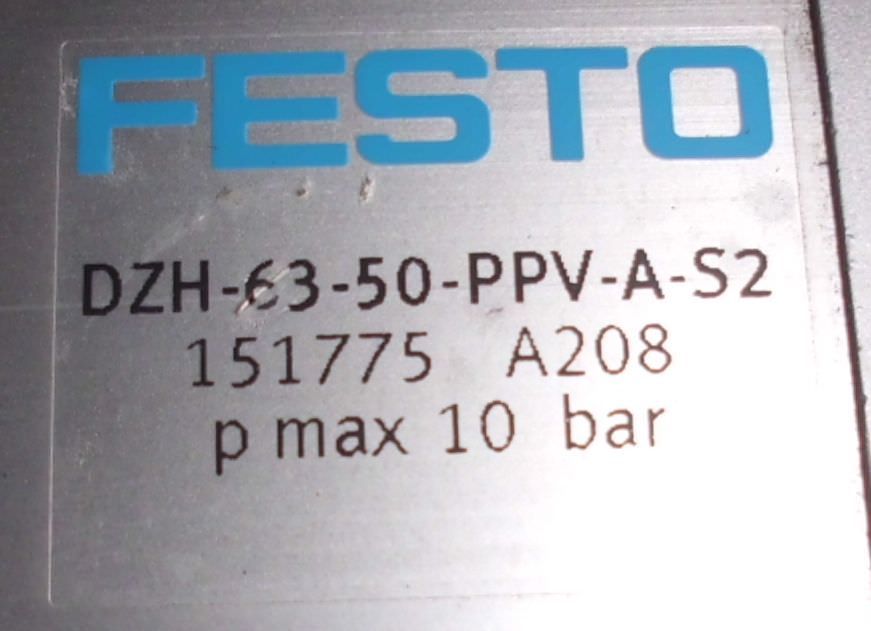 FESTO
DZH-63-50-PPV-A-S2
151775 A208
p max 10 bar